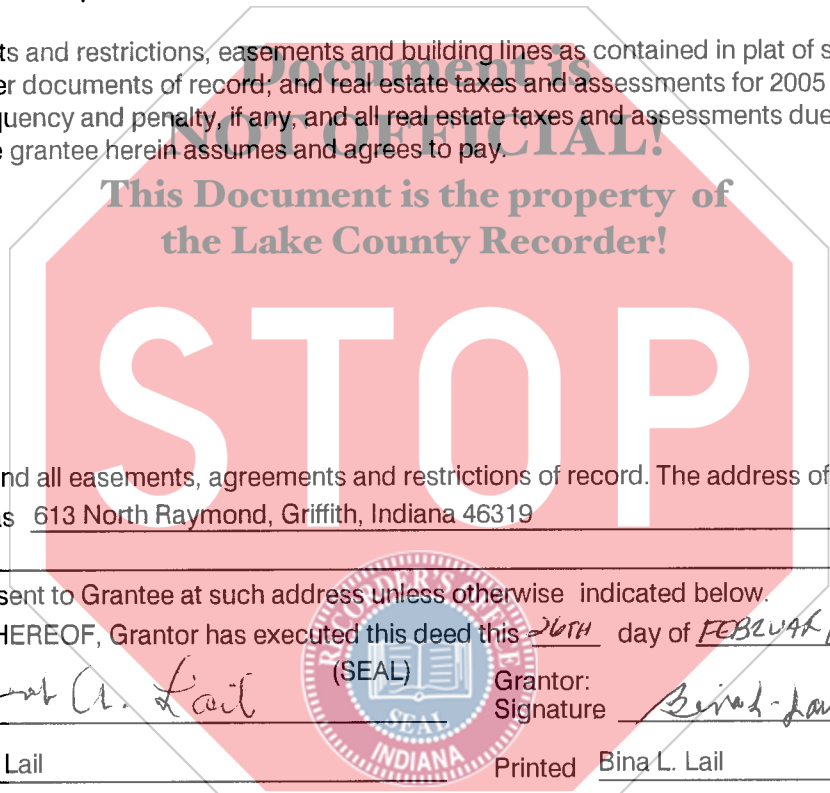 ts and restrictions, easements and building lines as contained in plat of s
Document is
er documents of record; and real estate taxes and assessments for 2005
quency and penalty, if any, and all real estate taxes and assessments due
NOT OFFICIAL!
e grantee herein assumes and agrees to pay.
This Document is the property of
the Lake County Recorder!
STOP
nd all easements, agreements and restrictions of record. The address of
s 613 North Raymond, Griffith, Indiana 46319
sent to Grantee at such address unless otherwise indicated below.
HEREOF, Grantor has executed this deed this 26TH day of FEBRUAR
RECORDER'S OFFICE
(SEAL)
Grantor:
A. Lail
Signature
SEAL
INDIANA
Lail
Printed Bina L. Lail